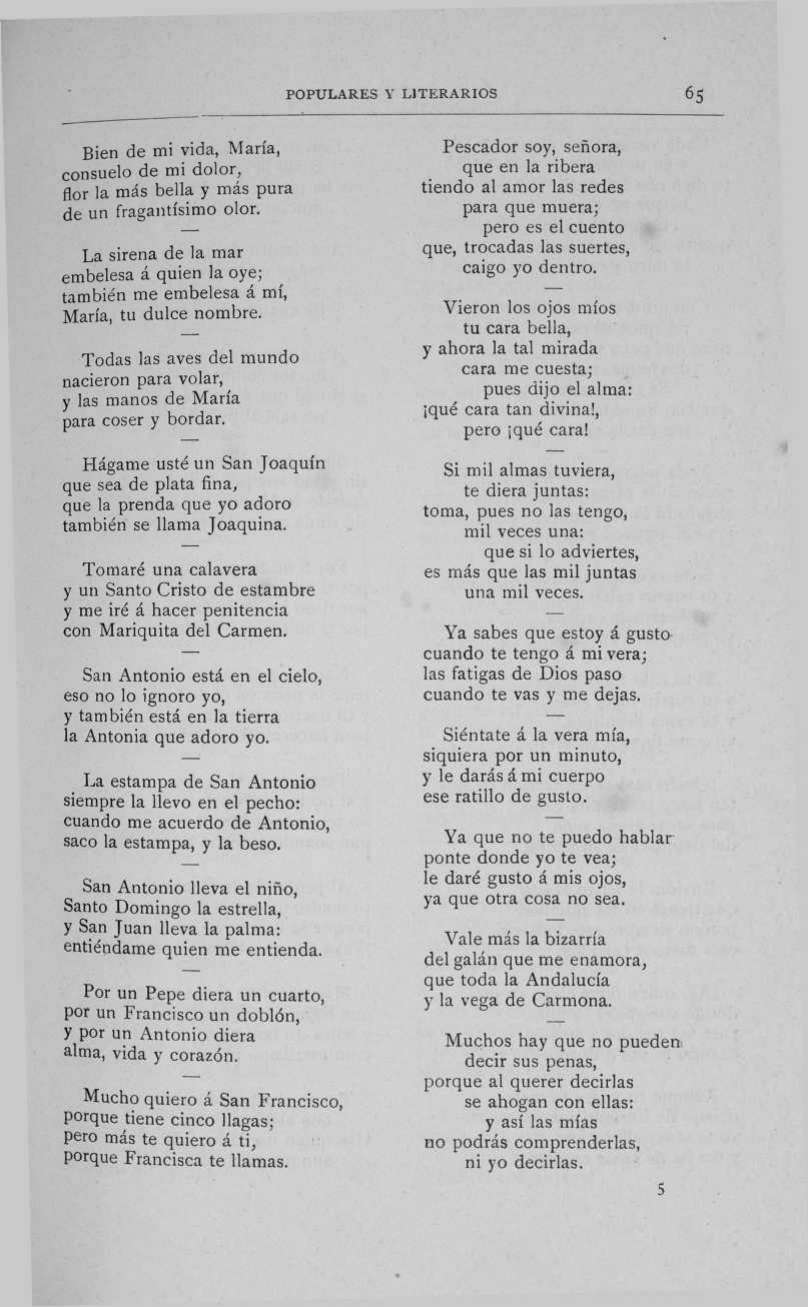 POPULARES Y LITERARIOS 65
Bien de mi vida, María,
consuelo de mi dolor,
flor la más bella y más pura
de un fragantísimo olor.
—
La sirena de la mar
embelesa á quien la oye;
también me embelesa á mí,
María, tu dulce nombre.
—
Todas las aves del mundo
nacieron para volar,
y las manos de María
para coser y bordar.
—
Hágame usté un San Joaquín
que sea de plata fina,
que la prenda que yo adoro
también se llama Joaquina.
—
Tomaré una calavera
y un Santo Cristo de estambre
y me iré á hacer penitencia
con Mariquita del Carmen.
—
San Antonio está en el cielo,
eso no lo ignoro yo,
y también está en la tierra
la Antonia que adoro yo.
—
La estampa de San Antonio
siempre la llevo en el pecho:
cuando me acuerdo de Antonio,
saco la estampa, y la beso.
—
San Antonio lleva el niño,
Santo Domingo la estrella,
y San Juan lleva la palma:
entiéndame quien me entienda.
—
Por un Pepe diera un cuarto,
por un Francisco un doblón,
y por un Antonio diera
alma, vida y corazón.
—
Mucho quiero á San Francisco,
porque tiene cinco llagas;
pero más te quiero á ti,
porque Francisca te llamas.
Pescador soy, señora,
que en la ribera
tiendo al amor las redes
para que muera;
pero es el cuento
que, trocadas las suertes,
caigo yo dentro.
—
Vieron los ojos míos
tu cara bella,
y ahora la tal mirada
cara me cuesta;
pues dijo el alma:
¡qué cara tan divina!,
pero ¡qué cara!
—
Si mil almas tuviera,
te diera juntas:
toma, pues no las tengo,
mil veces una:
que si lo adviertes,
es más que las mil juntas
una mil veces.
—
Ya sabes que estoy á gusto
cuando te tengo á mi vera;
las fatigas de Dios paso
cuando te vas y me dejas.
—
Siéntate á la vera mía,
siquiera por un minuto,
y le darás á mi cuerpo
ese ratillo de gusto.
—
Ya que no te puedo hablar
ponte donde yo te vea;
le daré gusto á mis ojos,
ya que otra cosa no sea.
—
Vale más la bizarría
del galán que me enamora,
que toda la Andalucía
y la vega de Carmona.
—
Muchos hay que no pueden
decir sus penas,
porque al querer decirlas
se ahogan con ellas:
y así las mías
no podrás comprenderlas,
ni yo decirlas.
5